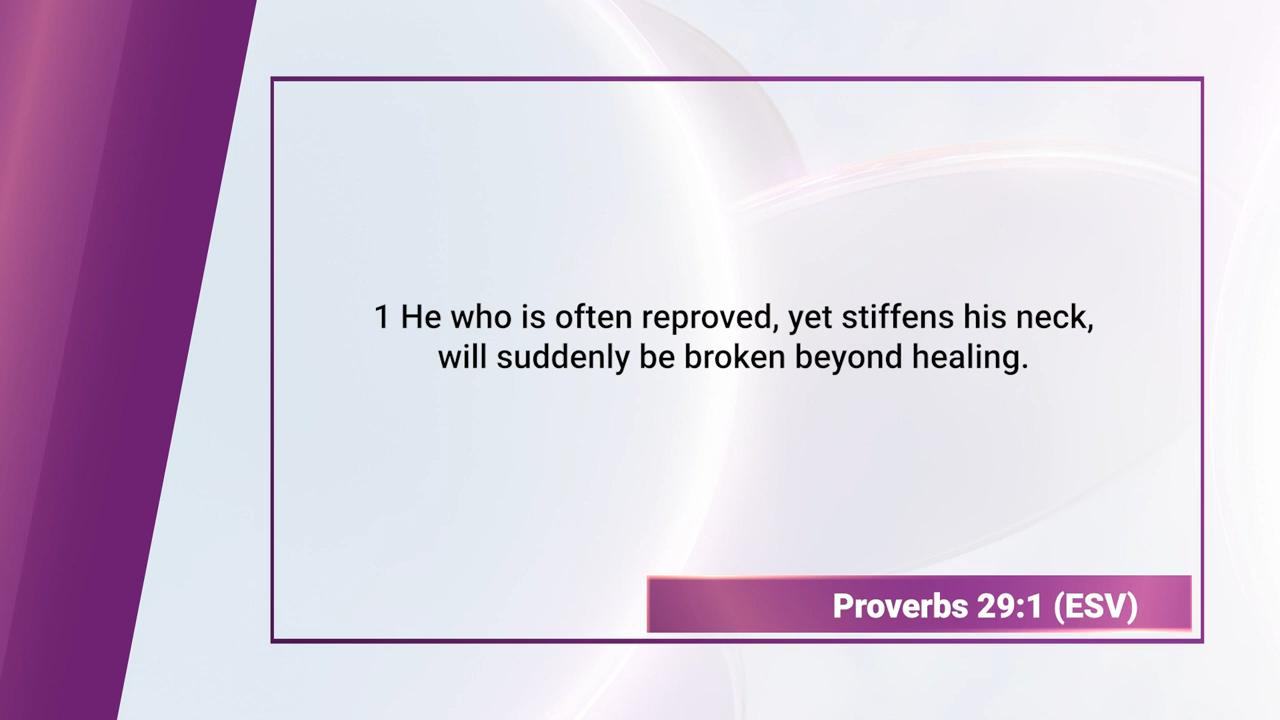 1 He who is often reproved, yet stiffens his neck,
will suddenly be broken beyond healing.
Proverbs 29:1 (ESV)